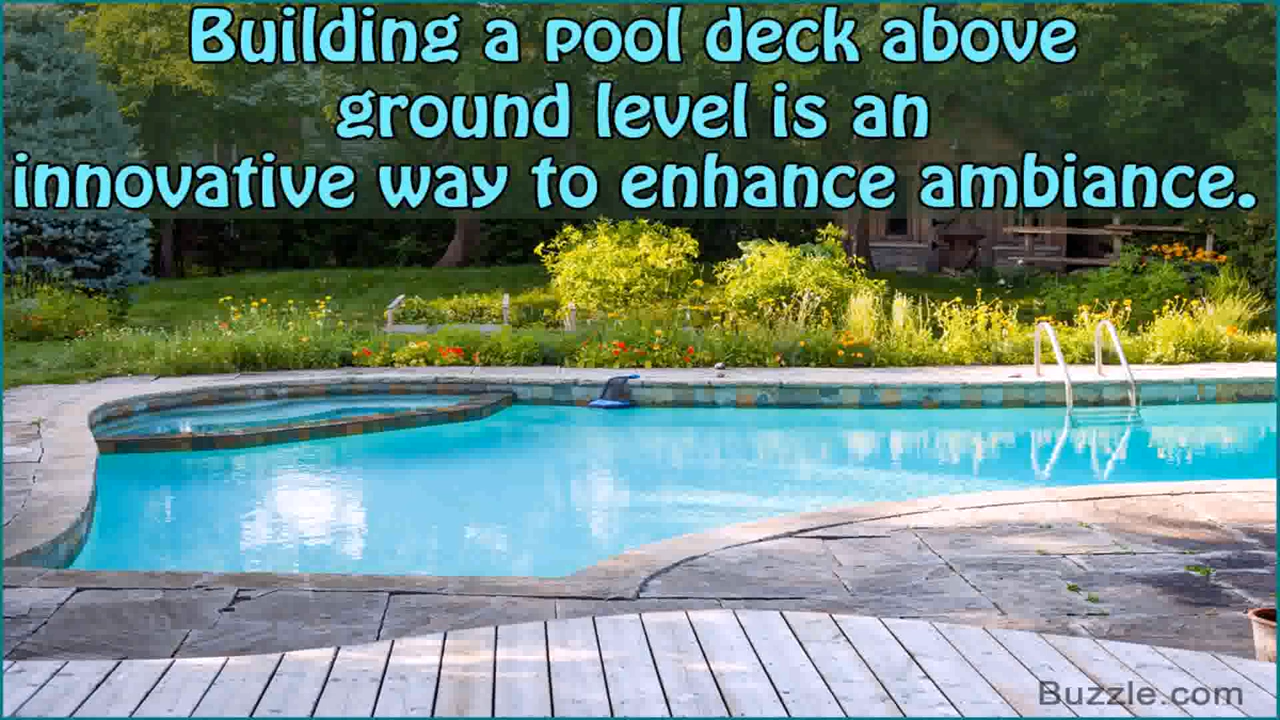 Building a pool deck above
ground level is an
innovative way to enhance ambiance.
Buzzle.com